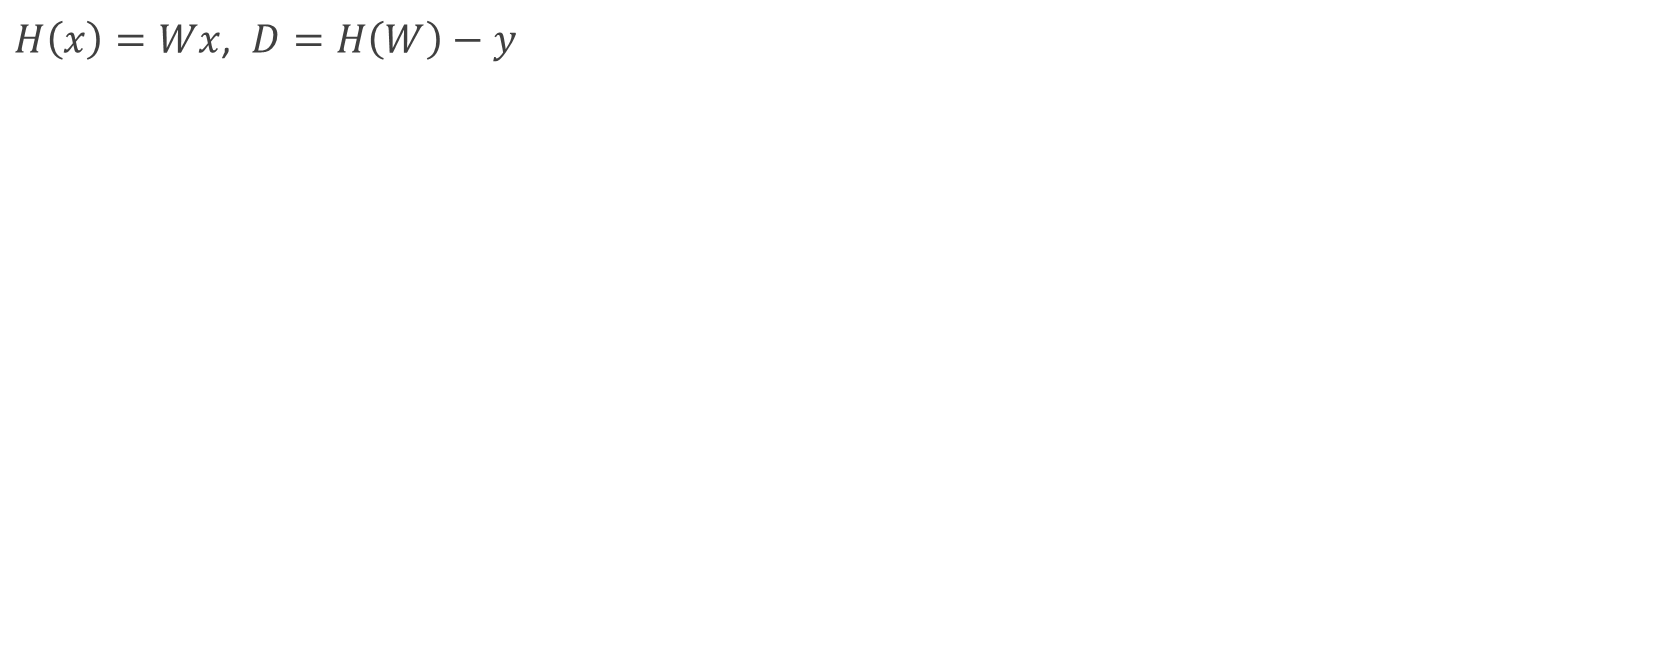 H(x) = Wx, D = H(W) − y